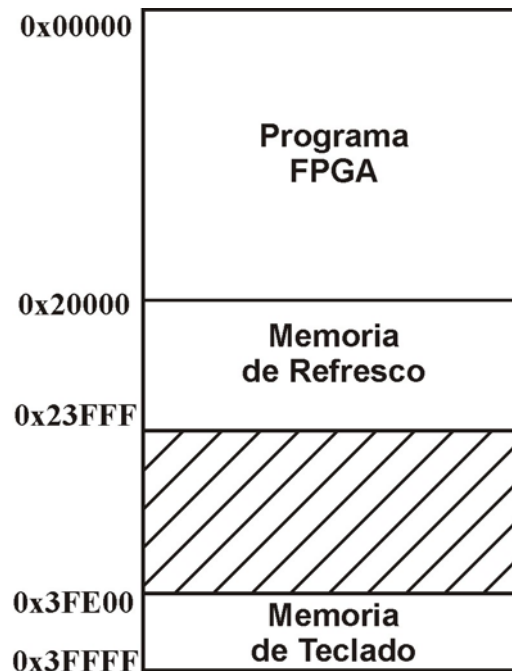 0x00000
Programa
FPGA
0x20000
Memoria
de Refresco
0x23FFF
0x3FE00
Memoria
de Teclado
0x3FFFF